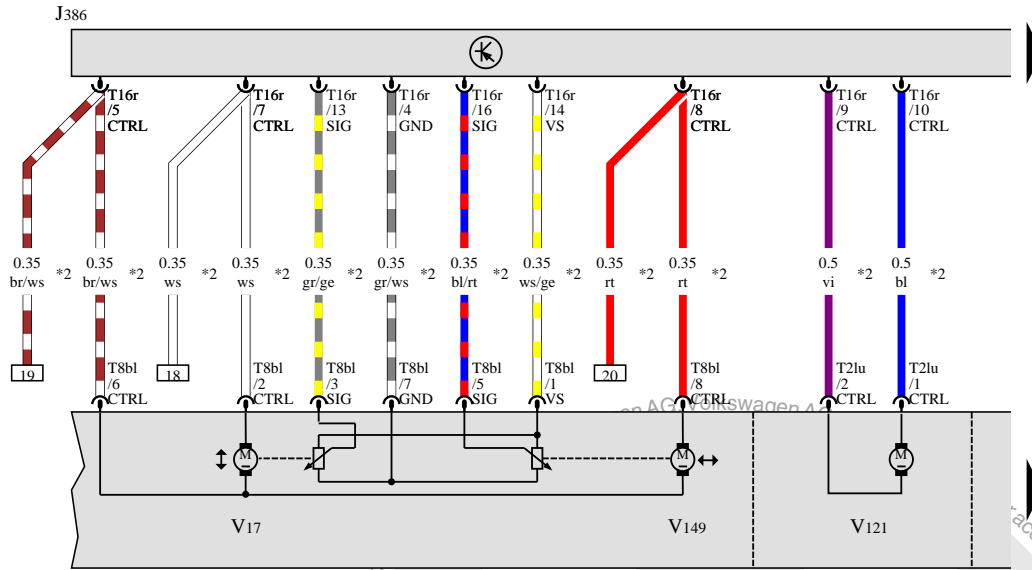 J386
T16r T16r T16r T16r T16r T16r T16r T16r T16r
/5 /7 /13 /4 /16 /14 /8 /9 /10
CTRL CTRL SIG GND SIG VS CTRL CTRL CTRL
0.35 0.35 0.35 0.35 0.35 0.35 0.35 0.35 0.35 0.35 0.5 0.5
*2 *2 *2 *2 *2 *2 *2 *2 *2 *2 *2 *2
br/ws br/ws ws ws gr/ge gr/ws bl/rt ws/ge rt rt vi bl
T8bl T8bl T8bl T8bl T8bl T8bl T8bl T2lu T2lu
19 18 20
/6 /2 /3 /7 /5 /1 /8 /2 /1
CTRL CTRL SIG GND SIG VS CTRL CTRL CTRL
en AG. Volkswagen AG
M M M
V17 V149 V121